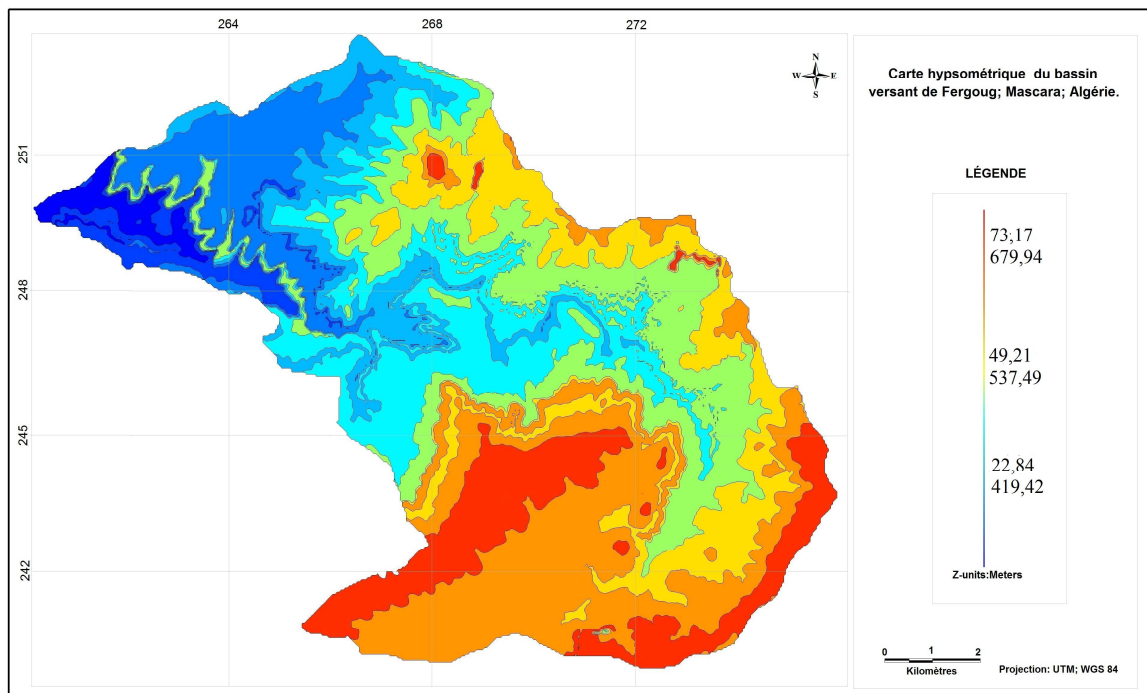 264 268 272
N
W E
S
251
248
245
242
Carte hypsométrique du bassin
versant de Fergoug; Mascara; Algérie.
LÉGENDE
73,17
679,94
49,21
537,49
22,84
419,42
Z-units:Meters
0 1 2
Kilomètres
Projection: UTM; WGS 84